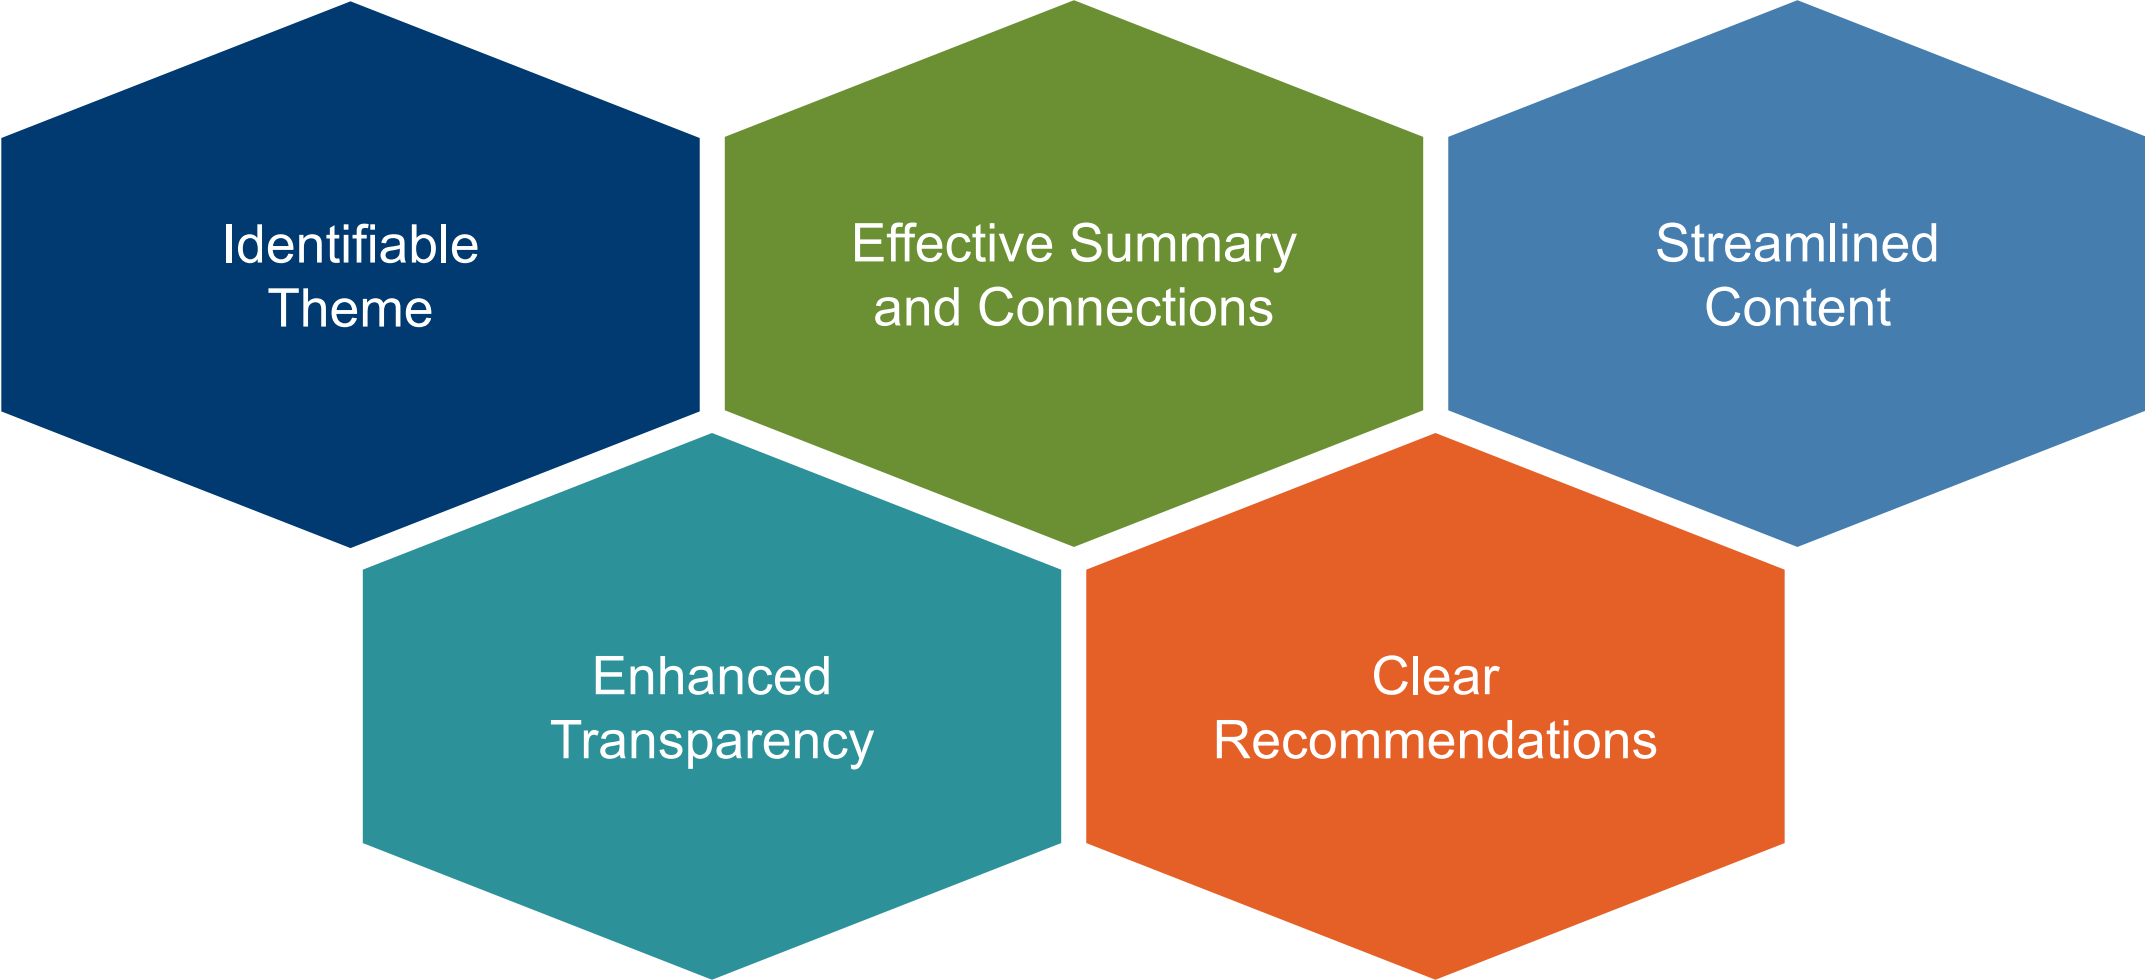 Identifiable
Theme
Effective Summary
and Connections
Streamlined
Content
Enhanced
Transparency
Clear
Recommendations